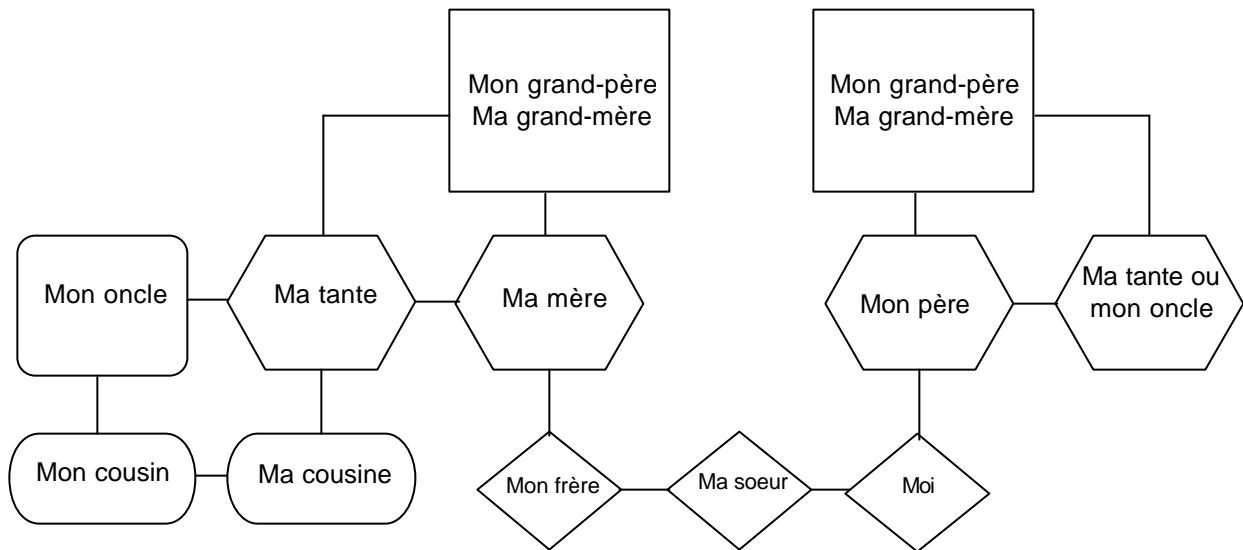 Mon grand-père
Ma grand-mère
Mon grand-père
Ma grand-mère
Mon oncle
Ma tante
Ma mère
Mon père
Ma tante ou
mon oncle
Mon cousin
Ma cousine
Mon frère
Ma soeur
Moi